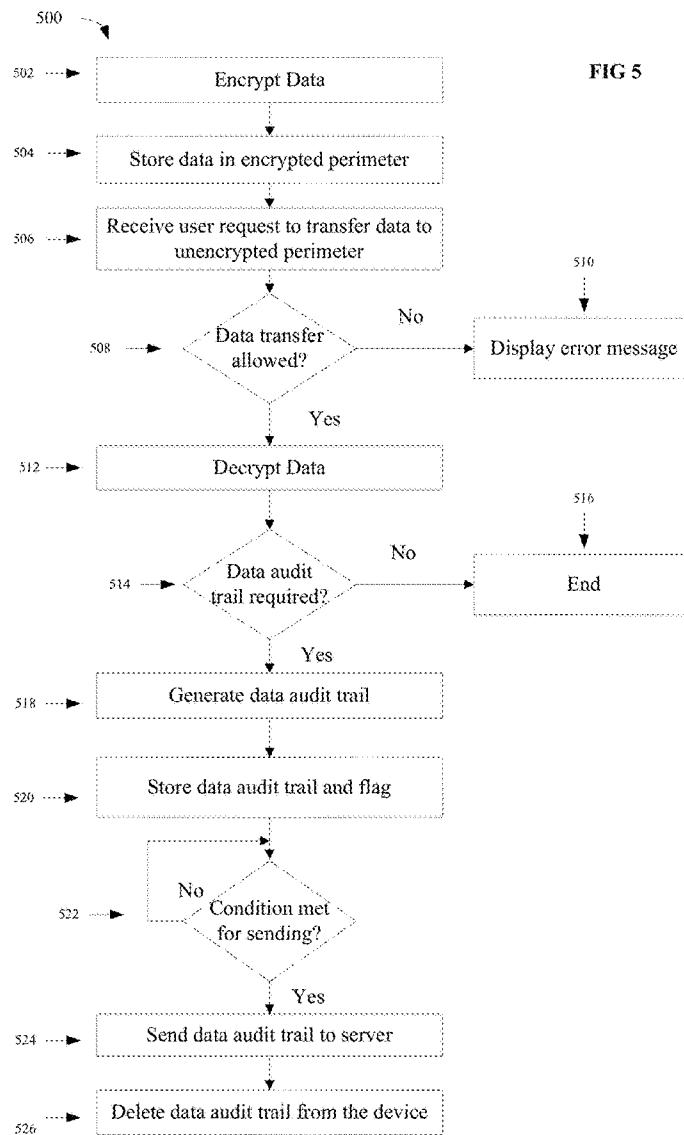 500
502
Encrypt Data
FIG 5
504
Store data in encrypted perimeter
506
Receive user request to transfer data to
unencrypted perimeter
510
508
Data transfer
allowed?
No
Display error message
Yes
512
Decrypt Data
516
514
Data audit
trail required?
No
End
Yes
518
Generate data audit trail
520
Store data audit trail and flag
No
522
Condition met
for sending?
Yes
524
Send data audit trail to server
526
Delete data audit trail from the device